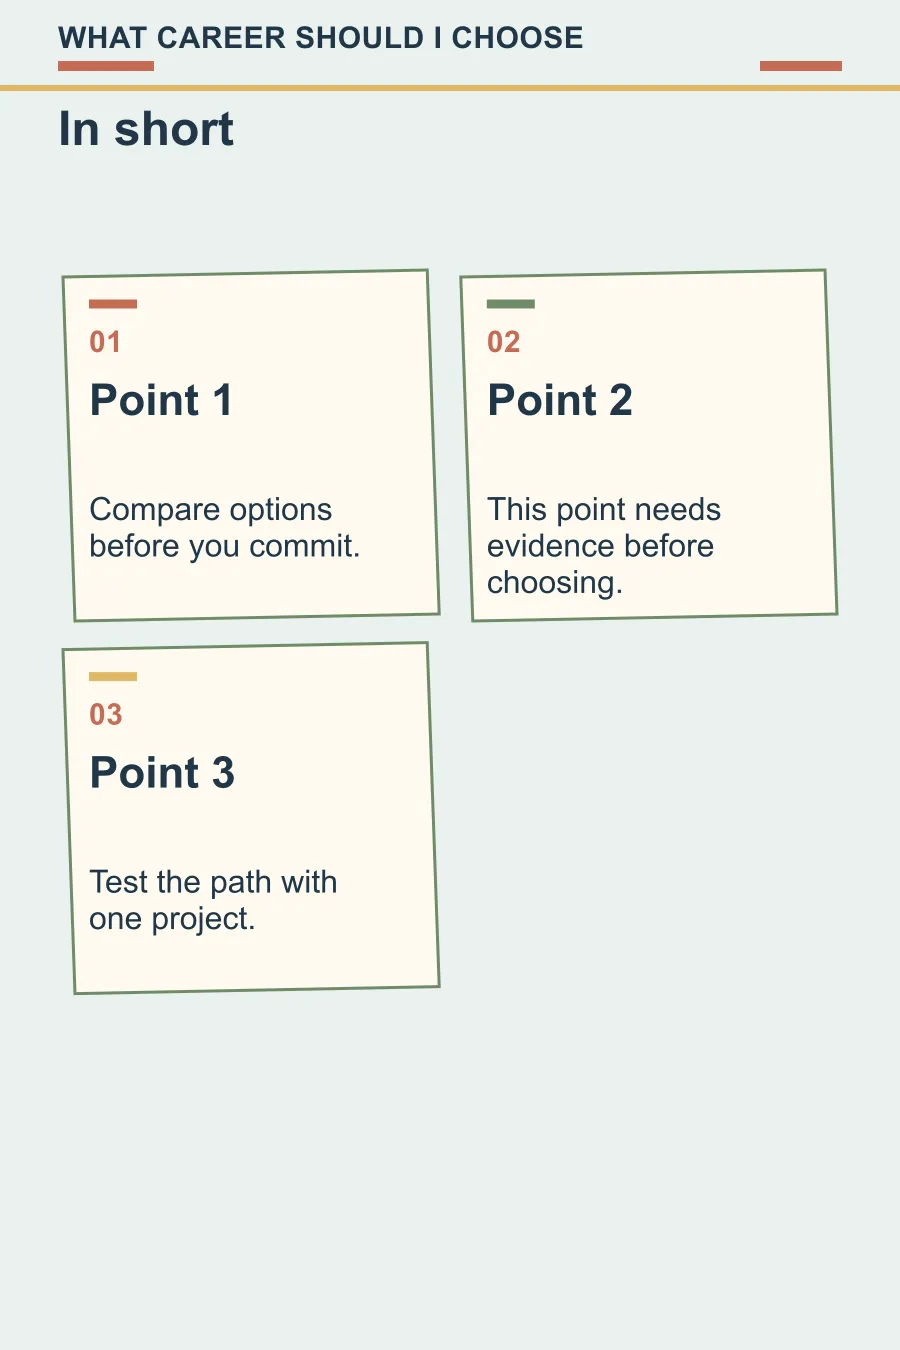 WHAT CAREER SHOULD I CHOOSE
In short
01
Point 1
Compare options
before you commit.
02
Point 2
This point needs
evidence before
choosing.
03
Point 3
Test the path with
one project.